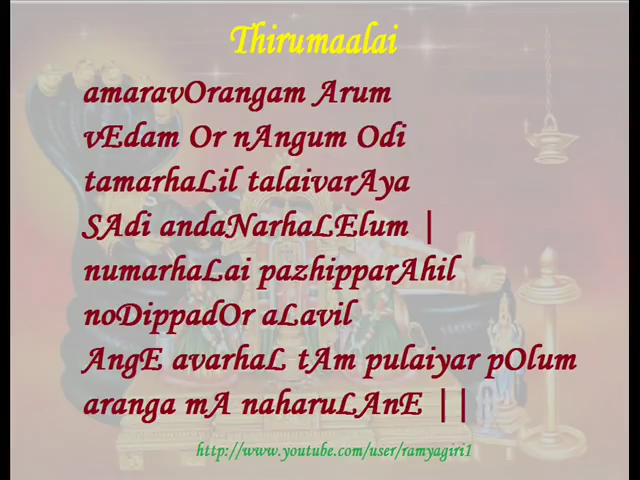 Thirumaalai
amaravOrangam Arum
vEdam Or nAngum Odi
tamarhaLil talaivarAya
SAdi andaNarhaLElum |
numarhaLai pazhipparAhil
noDippadOr aLavil
AngE avarhaL tAm pulaiyar pOlum
aranga mA naharuLAnE ||
http://www.youtube.com/user/ramyagiri1